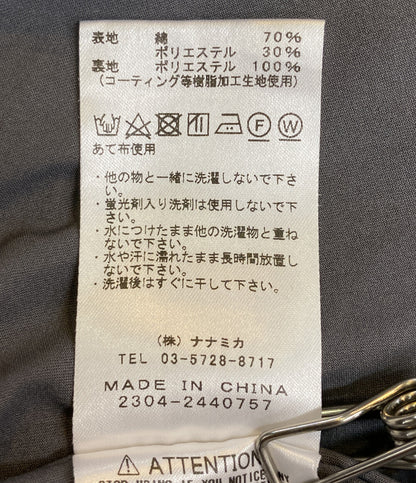 表地 綿 70%
ポリエステル 30%
裏地 ポリエステル 100%
(コーティング等樹脂加工生地使用)
F W
あて布使用
・他の物と一緒に洗濯しないで下さ
い。
・蛍光剤入り洗剤は使用しないで下
さい。
・水につけたまま他の洗濯物と重ね
ないで下さい。
・水や汗に濡れたまま長時間放置し
ないで下さい。
・洗濯後はすぐに干して下さい。
(株) ナナミカ
TEL 03-5728-8717
MADE IN CHINA
2304-2440757
⚠ ATTENTION
STOP USING IF YOU NOTICE ANY